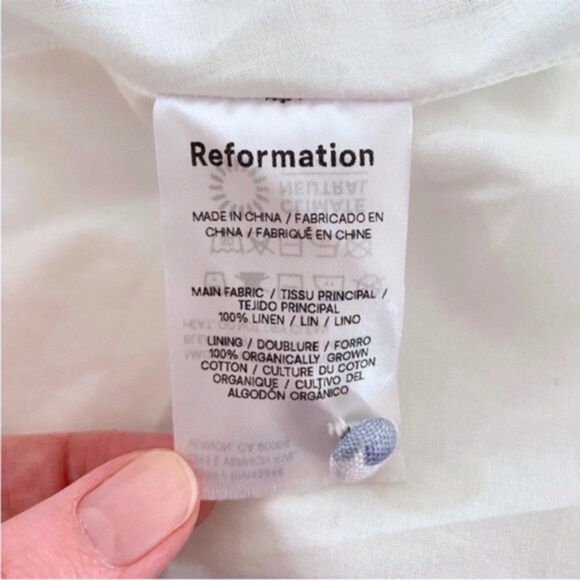 Reformation
MADE IN CHINA / FABRICADO EN
CHINA / FABRIQUÉ EN CHINE
MAIN FABRIC / TISSU PRINCIPAL /
TEJIDO PRINCIPAL
100% LINEN / LIN / LINO
LINING / DOUBLURE / FORRO
100% ORGANICALLY GROWN
COTTON / CULTURE DU COTON
ORGANIQUE / CULTIVO DEL
ALGODÓN ORGÁNICO